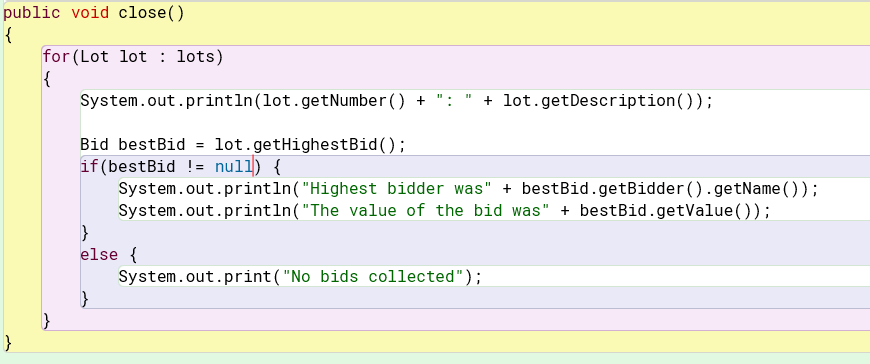 public void close()
{
for(Lot lot : lots)
{
System.out.println(lot.getNumber() + ": " + lot.getDescription());
Bid bestBid = lot.getHighestBid();
if(bestBid != null) {
System.out.println("Highest bidder was" + bestBid.getBidder().getName());
System.out.println("The value of the bid was" + bestBid.getValue());
}
else {
System.out.print("No bids collected");
}
}
}